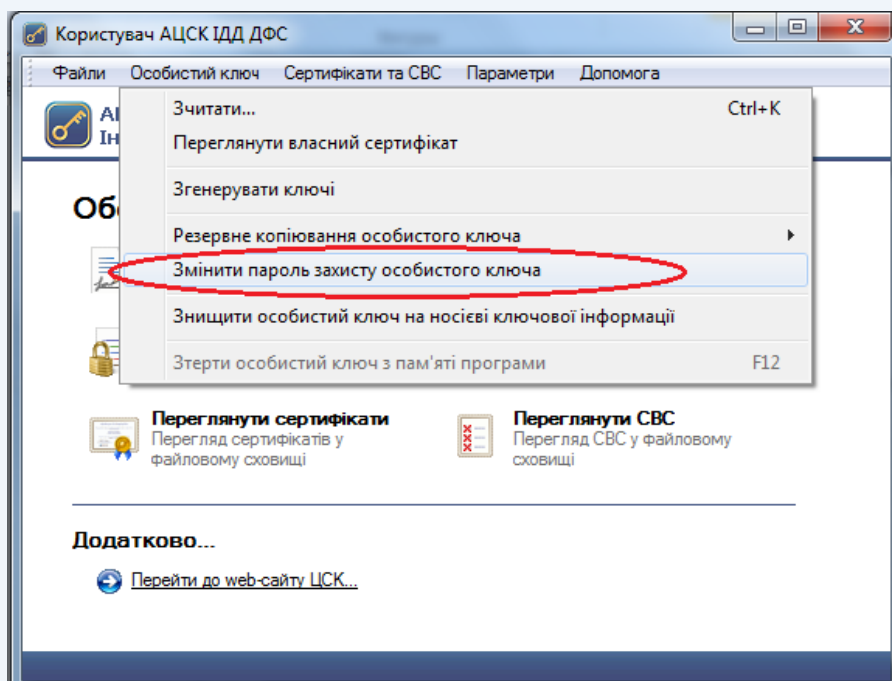 Користувач АЦСК ІДД ДФС
Файли Особистий ключ Сертифікати та СВС Параметри Допомога
Зчитати... Ctrl+K
Переглянути власний сертифікат
Згенерувати ключі
Резервне копіювання особистого ключа
Змінити пароль захисту особистого ключа
Знищити особистий ключ на носієві ключової інформації
Зтерти особистий ключ з пам'яті програми F12
Переглянути сертифікати
Перегляд сертифікатів у
файловому сховищі
Переглянути СВС
Перегляд СВС у файловому
сховищі
Додатково...
Перейти до web-сайту ЦСК...